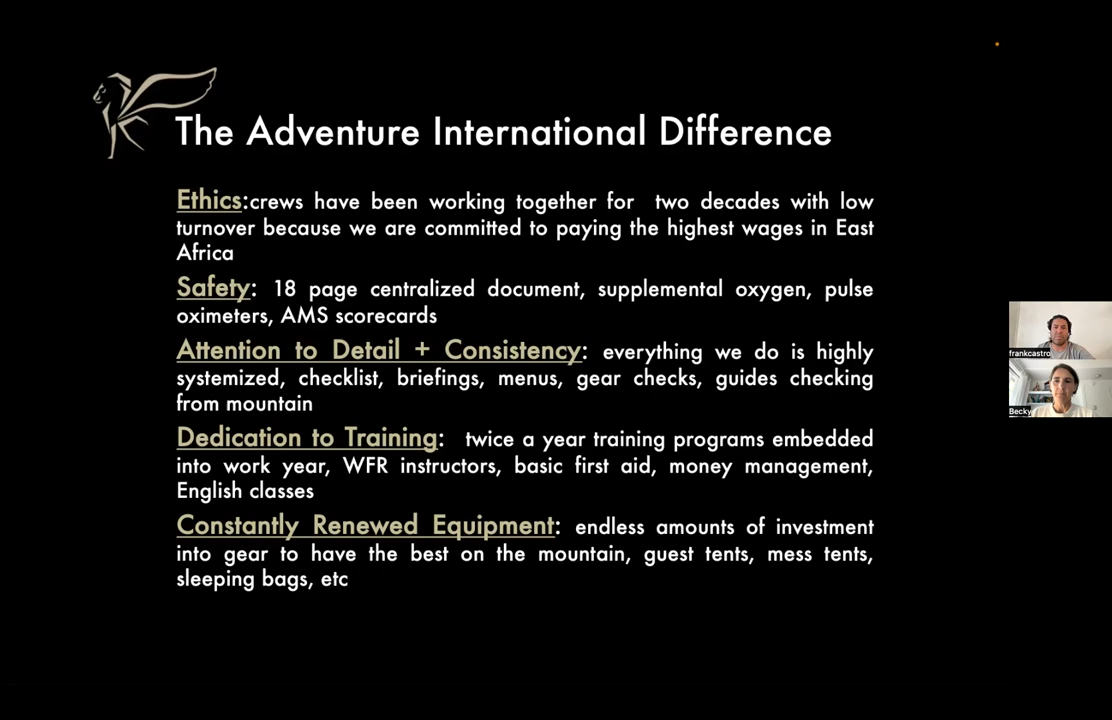 The Adventure International Difference
Ethics:crews have been working together for two decades with low
turnover because we are committed to paying the highest wages in East
Africa
Safety: 18 page centralized document, supplemental oxygen, pulse
oximeters, AMS scorecards
Attention to Detail + Consistency: everything we do is highly
systemized, checklist, briefings, menus, gear checks, guides checking
from mountain
Dedication to Training: twice a year training programs embedded
into work year, WFR instructors, basic first aid, money management,
English classes
Constantly Renewed Equipment: endless amounts of investment
into gear to have the best on the mountain, guest tents, mess tents,
sleeping bags, etc
frankcastro
Becky